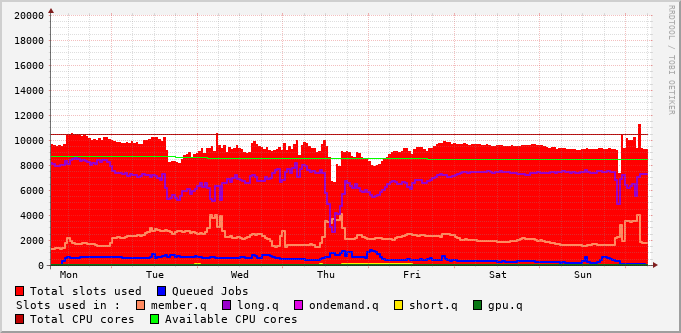 20000
18000
16000
14000
12000
10000
8000
6000
4000
2000
0
Mon Tue Wed Thu Fri Sat Sun
Total slots used Queued Jobs
Slots used in : member.q long.q ondemand.q short.q gpu.q
Total CPU cores Available CPU cores
RRDTOOL / TOBI OETIKER